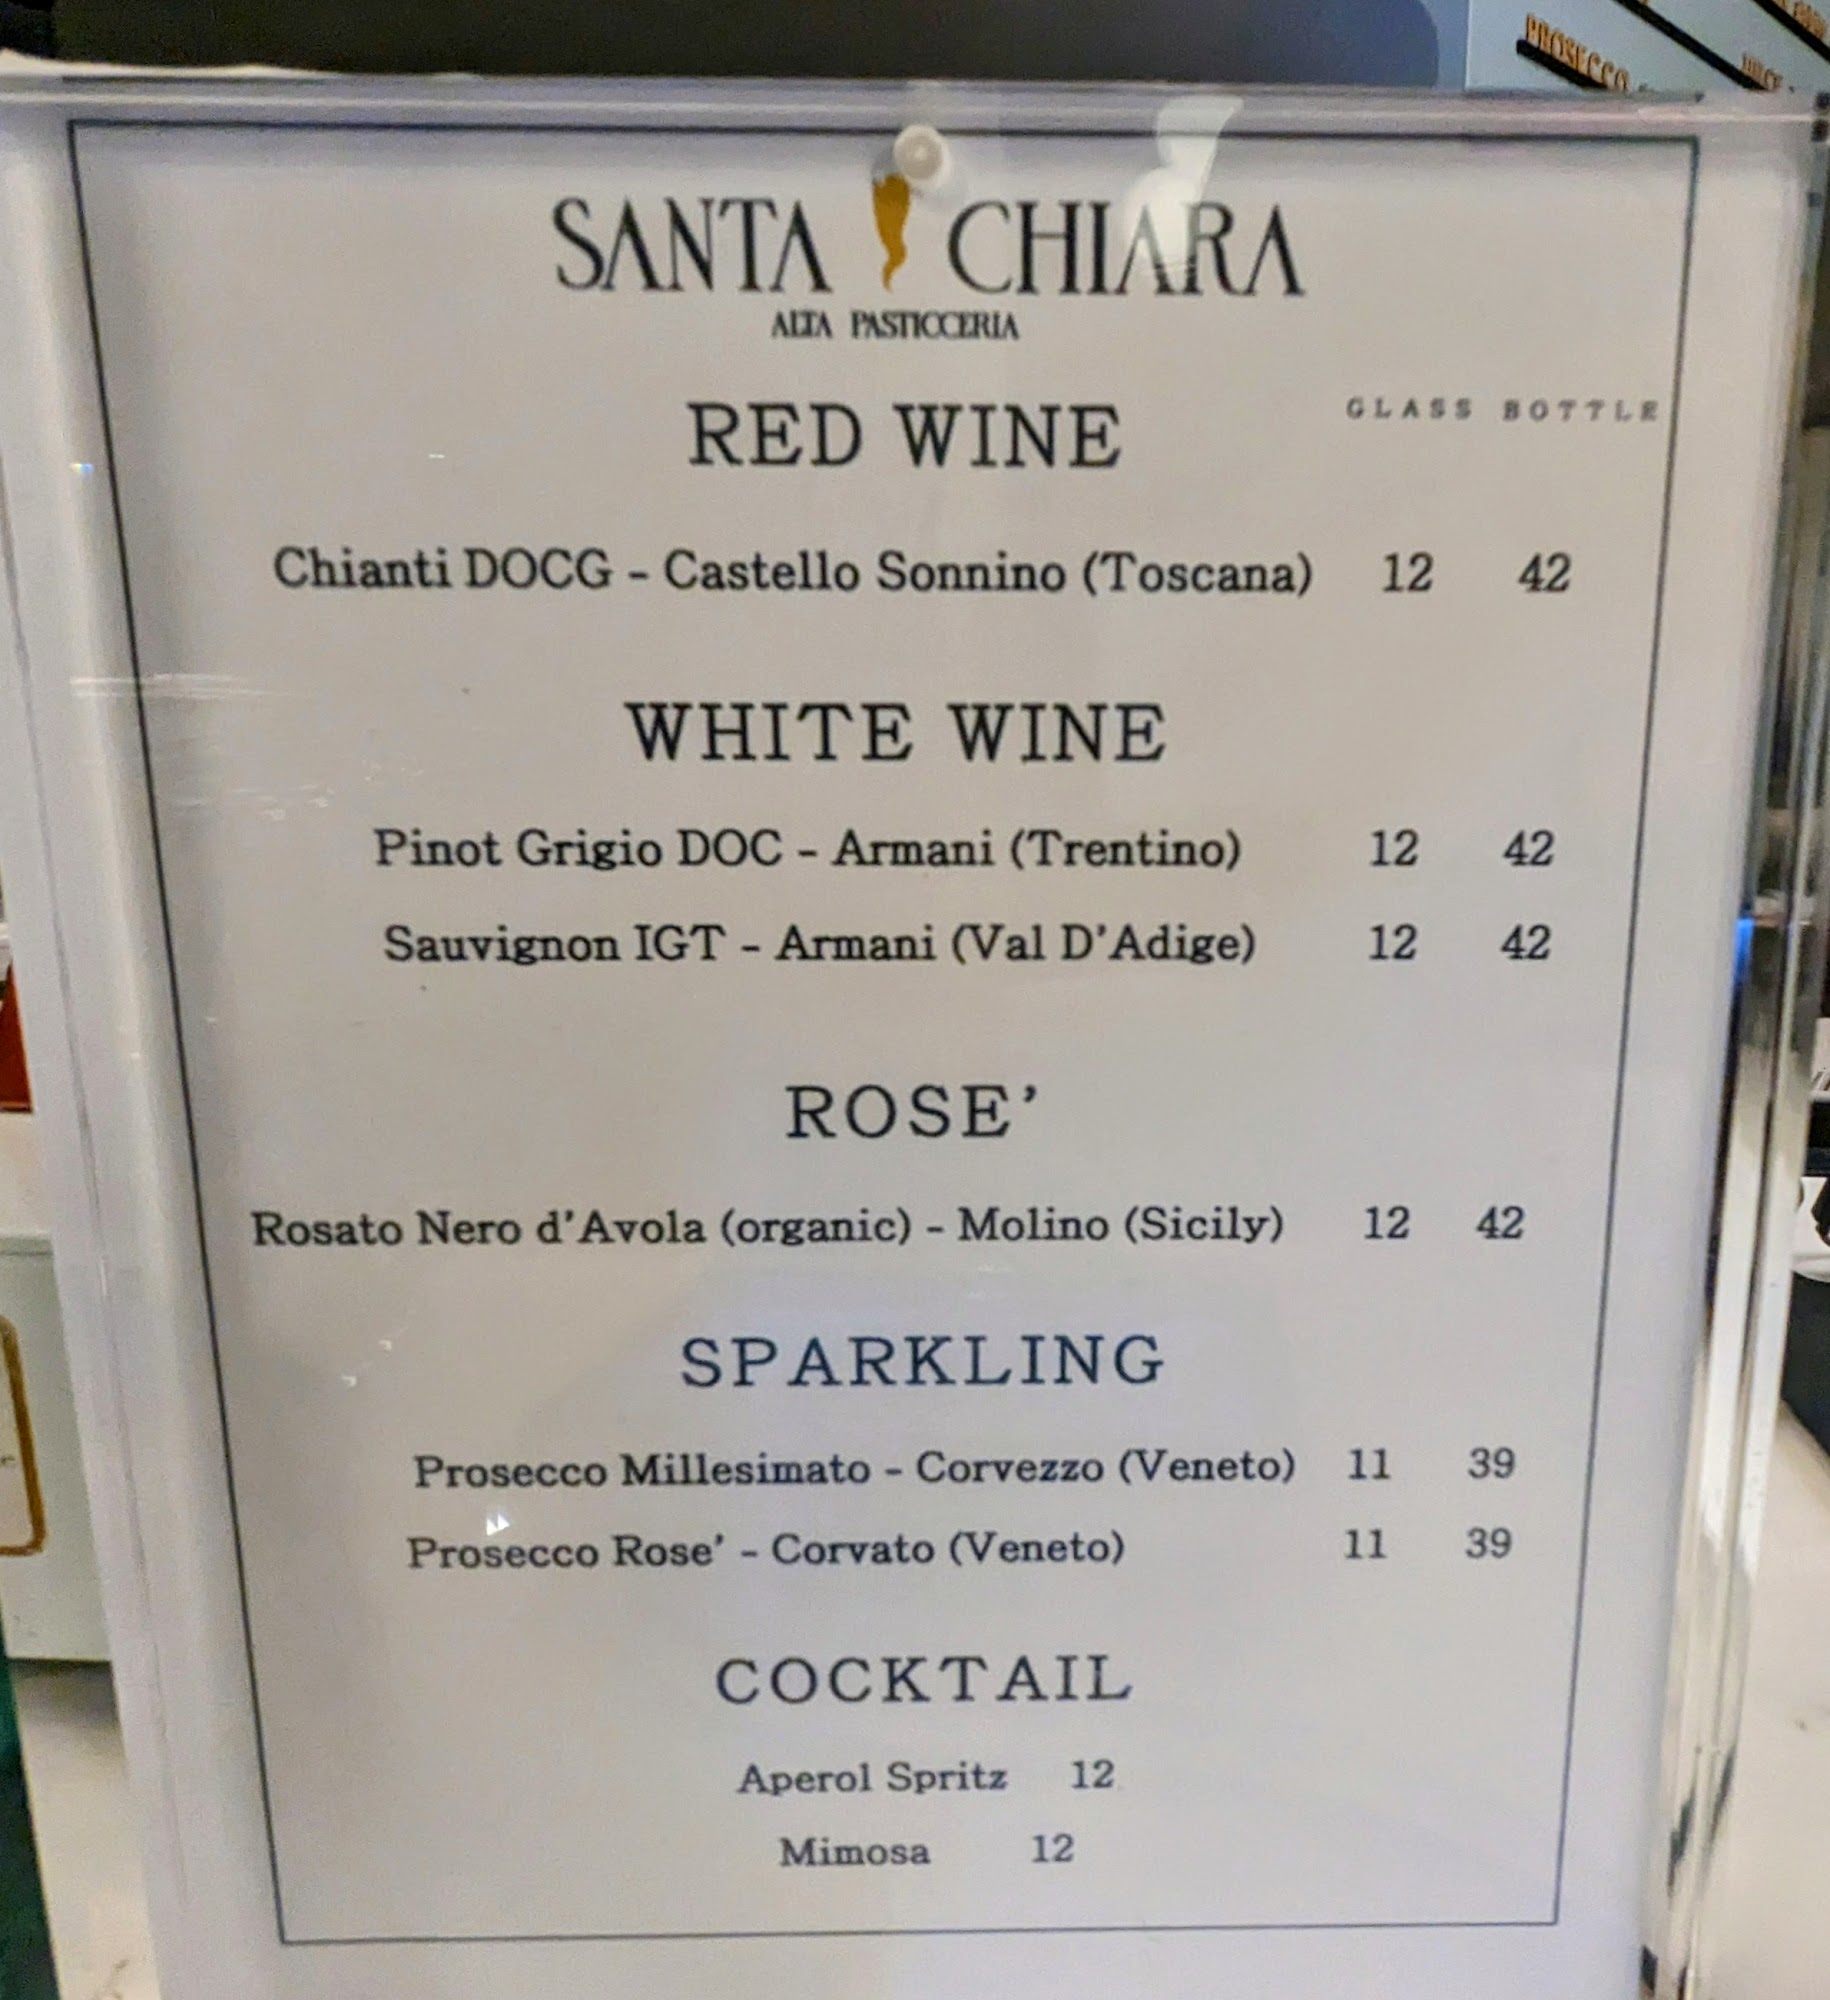 PROSECCO
SANTA CHIARA
ALTA PASTICCERIA
RED WINE GLASS BOTTLE
Chianti DOCG - Castello Sonnino (Toscana) 12 42
WHITE WINE
Pinot Grigio DOC - Armani (Trentino) 12 42
Sauvignon IGT - Armani (Val D'Adige) 12 42
ROSE’
Rosato Nero d'Avola (organic) - Molino (Sicily) 12 42
SPARKLING
Prosecco Millesimato - Corvezzo (Veneto) 11 39
Prosecco Rose’ - Corvato (Veneto) 11 39
COCKTAIL
Aperol Spritz 12
Mimosa 12